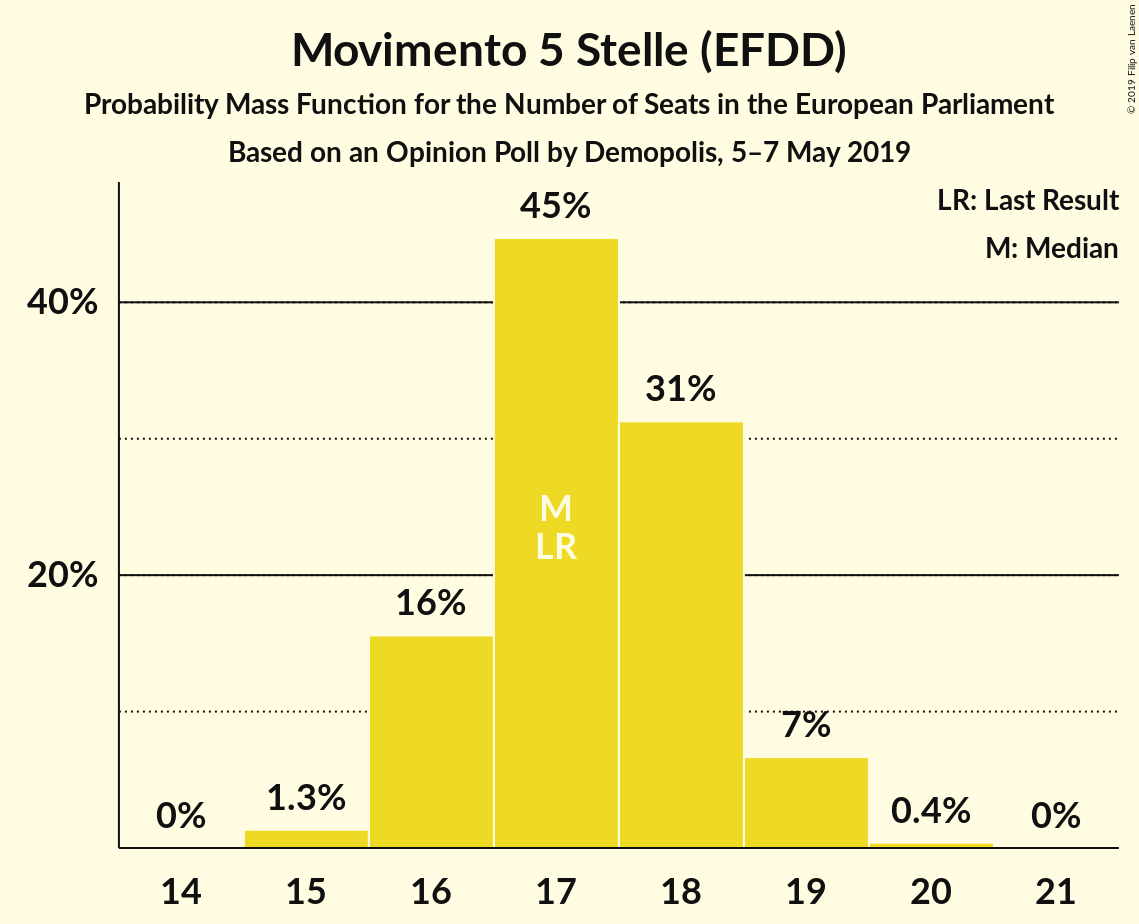 Movimento 5 Stelle (EFDD)
Probability Mass Function for the Number of Seats in the European Parliament
Based on an Opinion Poll by Demopolis, 5–7 May 2019
© 2019 Filip van Laenen
LR: Last Result
M: Median
45%
40%
31%
M
LR
20%
16%
7%
1.3%
0.4%
0%
0%
14 15 16 17 18 19 20 21